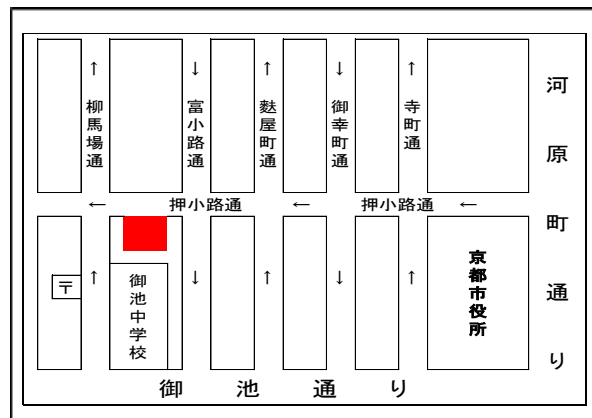 ↑
柳馬場通
↓
富小路通
↑
麩屋町通
↓
御幸町通
↑
寺町通
河原町通り
←
押小路通
←
押小路通
←
〒
↑
御池中学校
↓
↑
↓
↑
京都市役所
御池通り